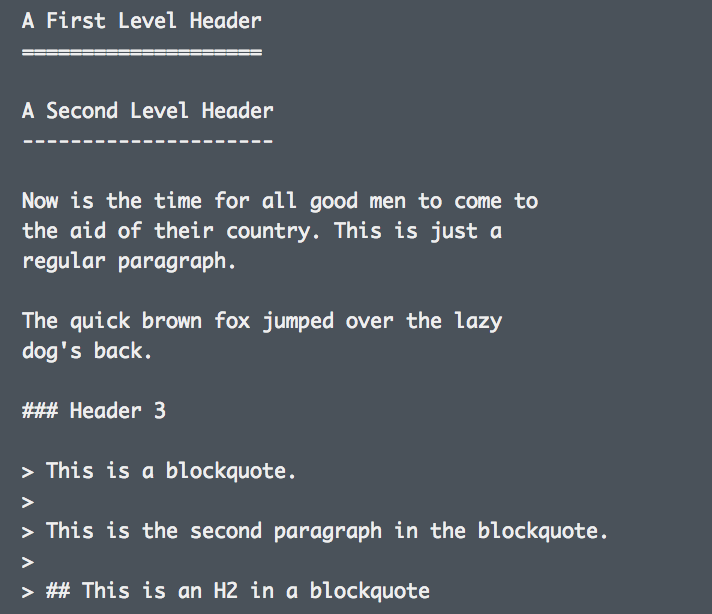 A First Level Header
====================
A Second Level Header
---------------------
Now is the time for all good men to come to
the aid of their country. This is just a
regular paragraph.
The quick brown fox jumped over the lazy
dog's back.
### Header 3
> This is a blockquote.
>
> This is the second paragraph in the blockquote.
>
> ## This is an H2 in a blockquote